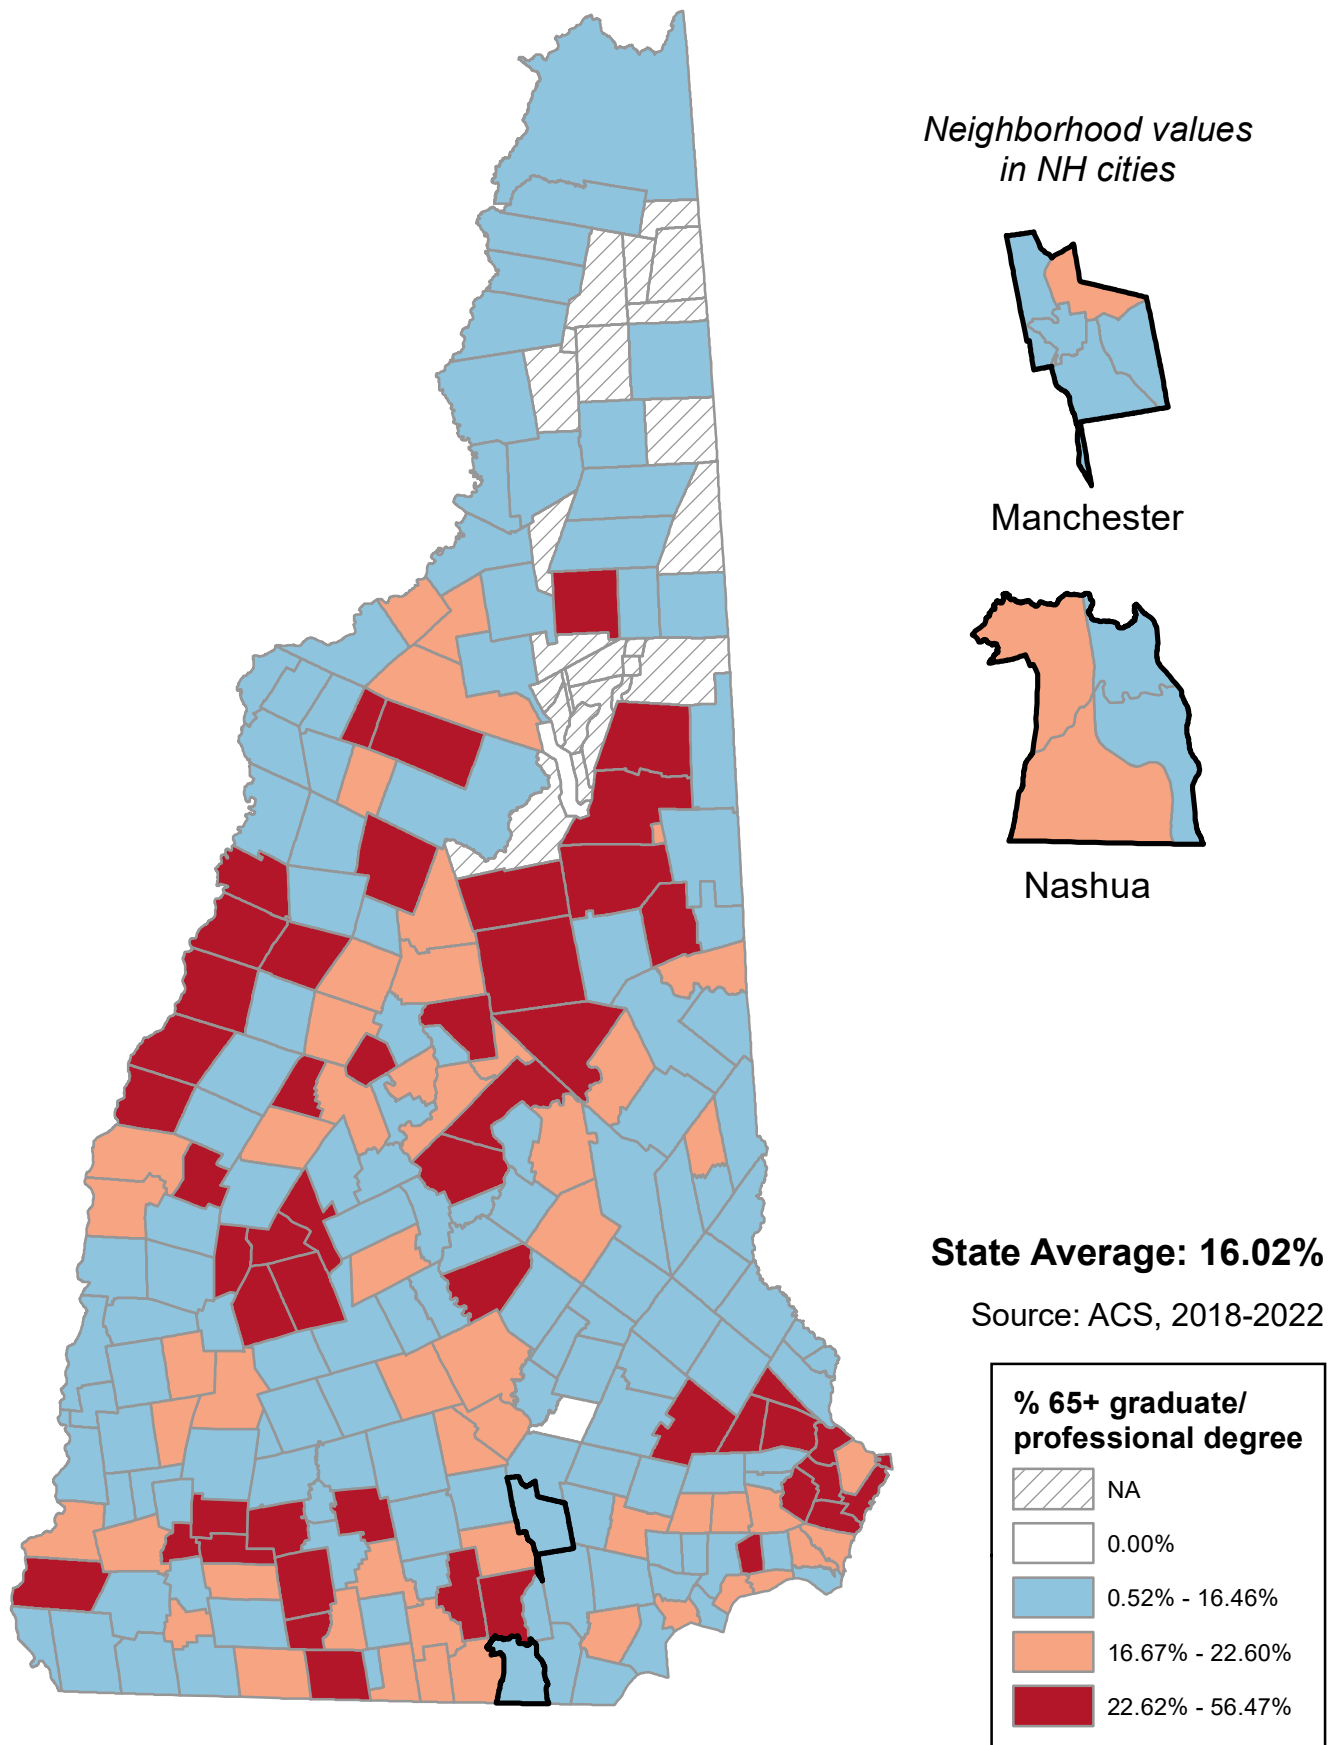 Neighborhood values
in NH cities
Manchester
Nashua
State Average: 16.02%
Source: ACS, 2018-2022
% 65+ graduate/
professional degree
NA
0.00%
0.52% - 16.46%
16.67% - 22.60%
22.62% - 56.47%